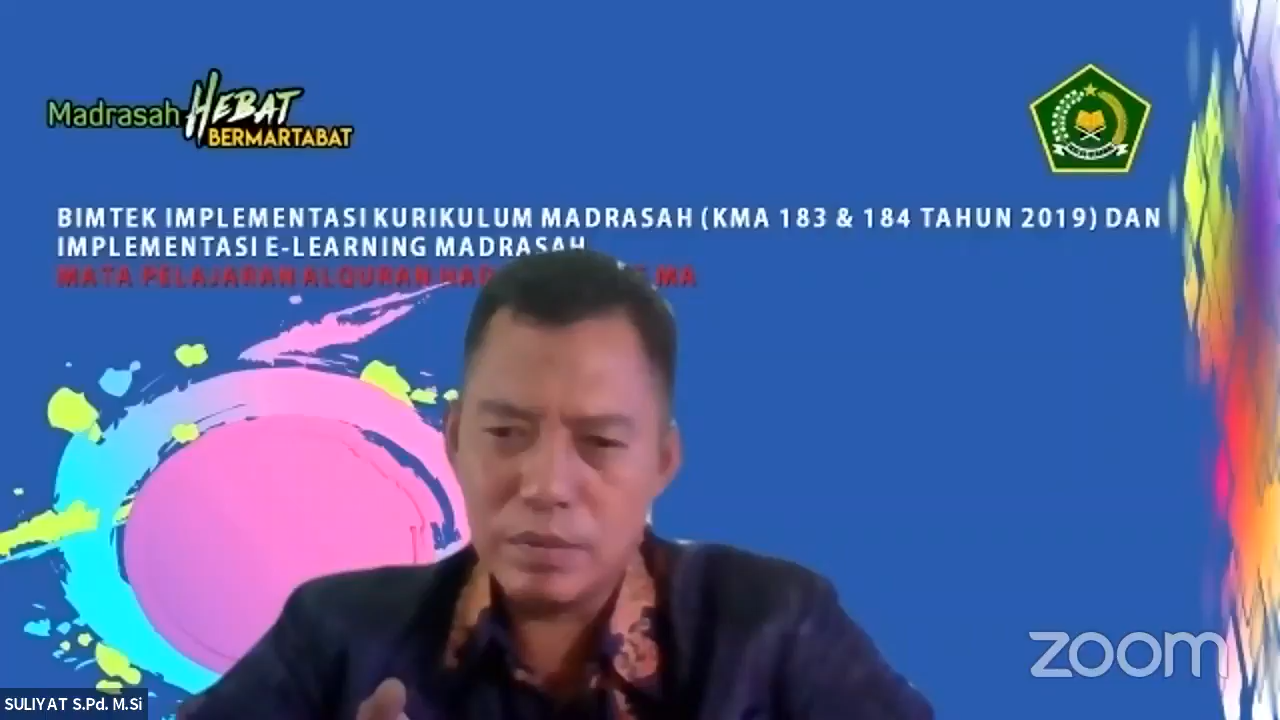 Madrasah HEBAT
BERMARTABAT
BIMTEK IMPLEMENTASI KURIKULUM MADRASAH (KMA 183 & 184 TAHUN 2019) DAN
IMPLEMENTASI E-LEARNING MADRASAH
MATA PELAJARAN ALQURAN MA
zoom
SULIYAT S.Pd. M.Si